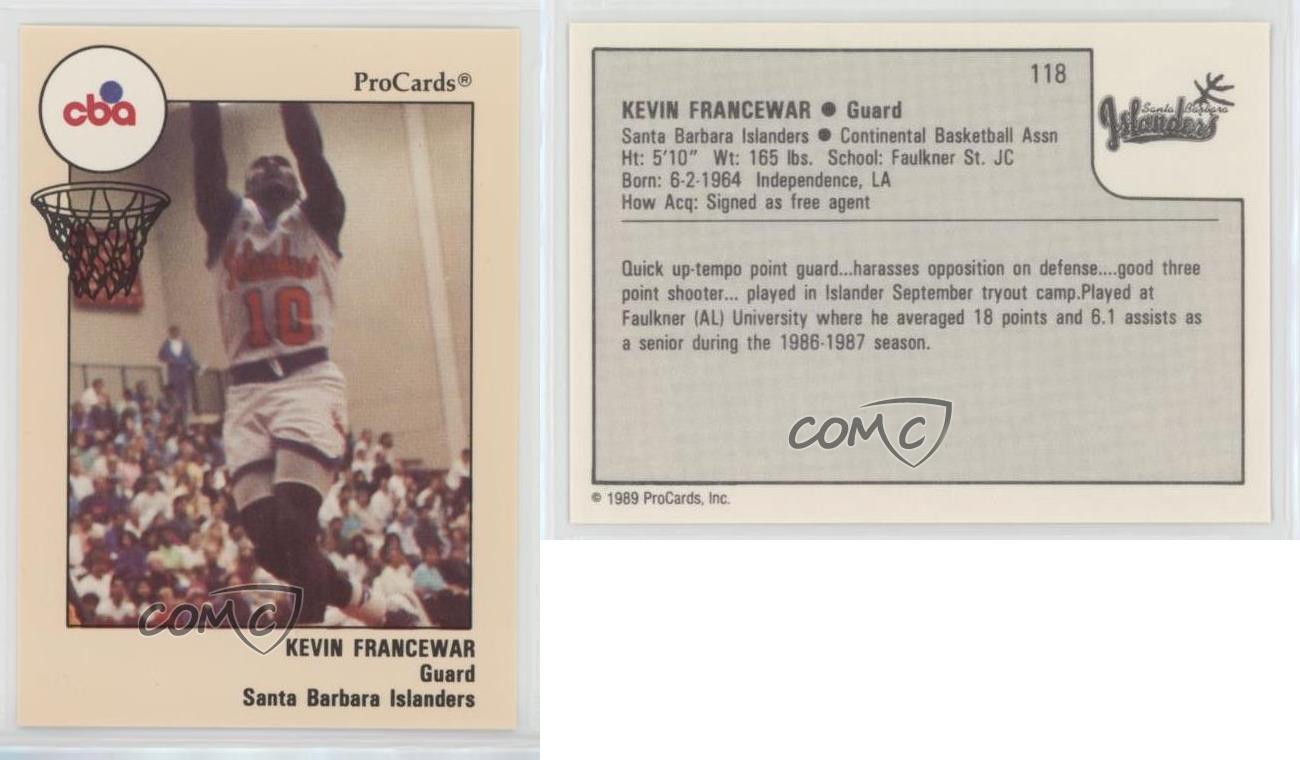 cba
ProCards®
Islanders
10
COMC
KEVIN FRANCEWAR
Guard
Santa Barbara Islanders
118
Santa Barbara
Islanders
KEVIN FRANCEWAR ● Guard
Santa Barbara Islanders ● Continental Basketball Assn
Ht: 5'10" Wt: 165 lbs. School: Faulkner St. JC
Born: 6-2-1964 Independence, LA
How Acq: Signed as free agent
Quick up-tempo point guard...harasses opposition on defense....good three
point shooter... played in Islander September tryout camp.Played at
Faulkner (AL) University where he averaged 18 points and 6.1 assists as
a senior during the 1986-1987 season.
COMC
© 1989 ProCards, Inc.